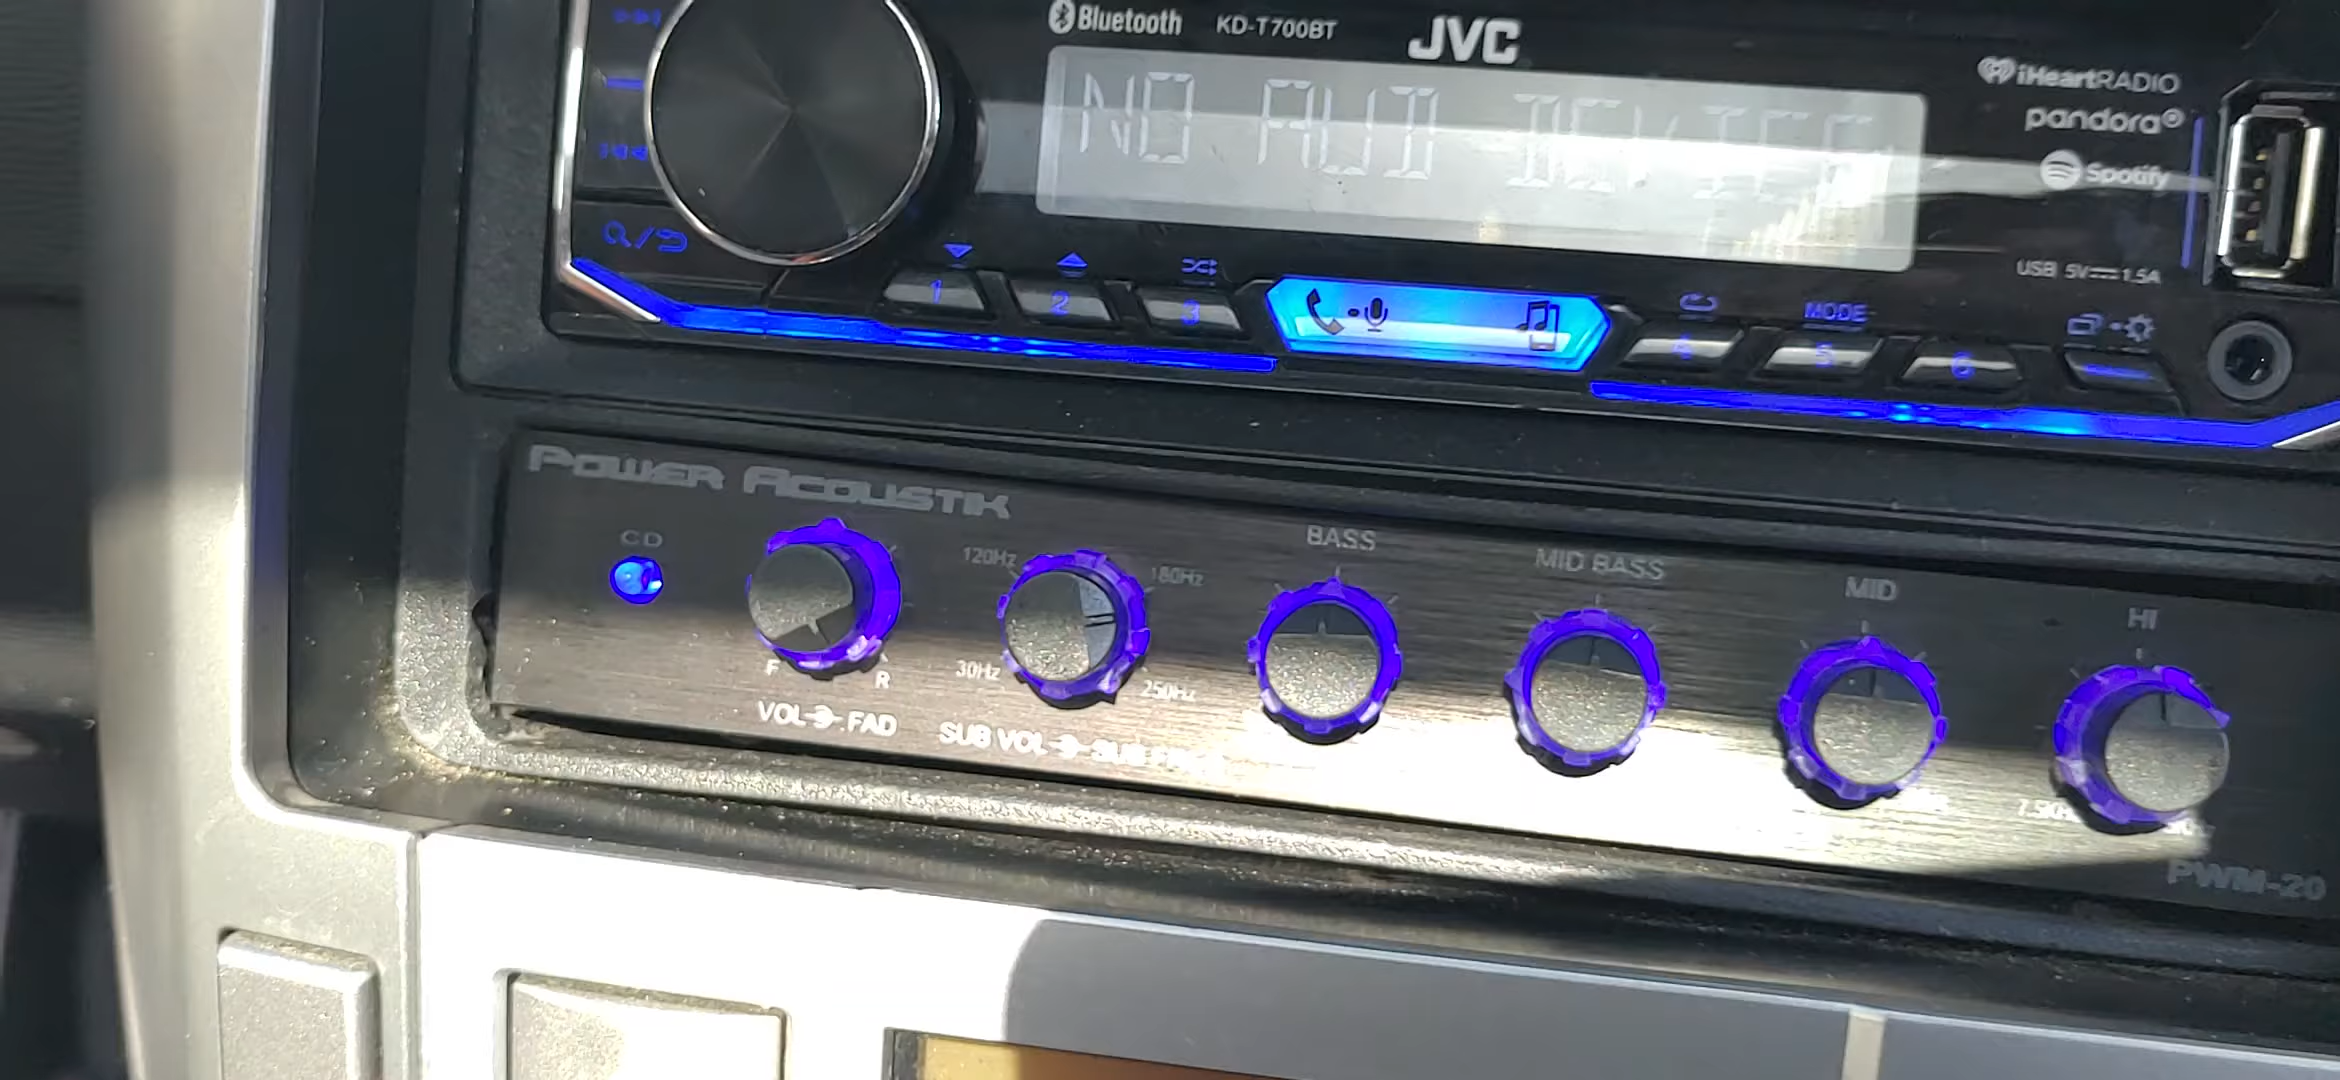 Bluetooth KD-T700BT JVC
NO AUD DEVICE
iHeartRADIO
pandora®
Spotify
USB 5V 1.5A
1 2 3 4 5 6
MODE
POWER ACOUSTIK
CD
120Hz 180Hz
BASS
MID BASS
MID
HI
F R
30Hz 250Hz
VOL FAD
SUB VOL
PWM-20